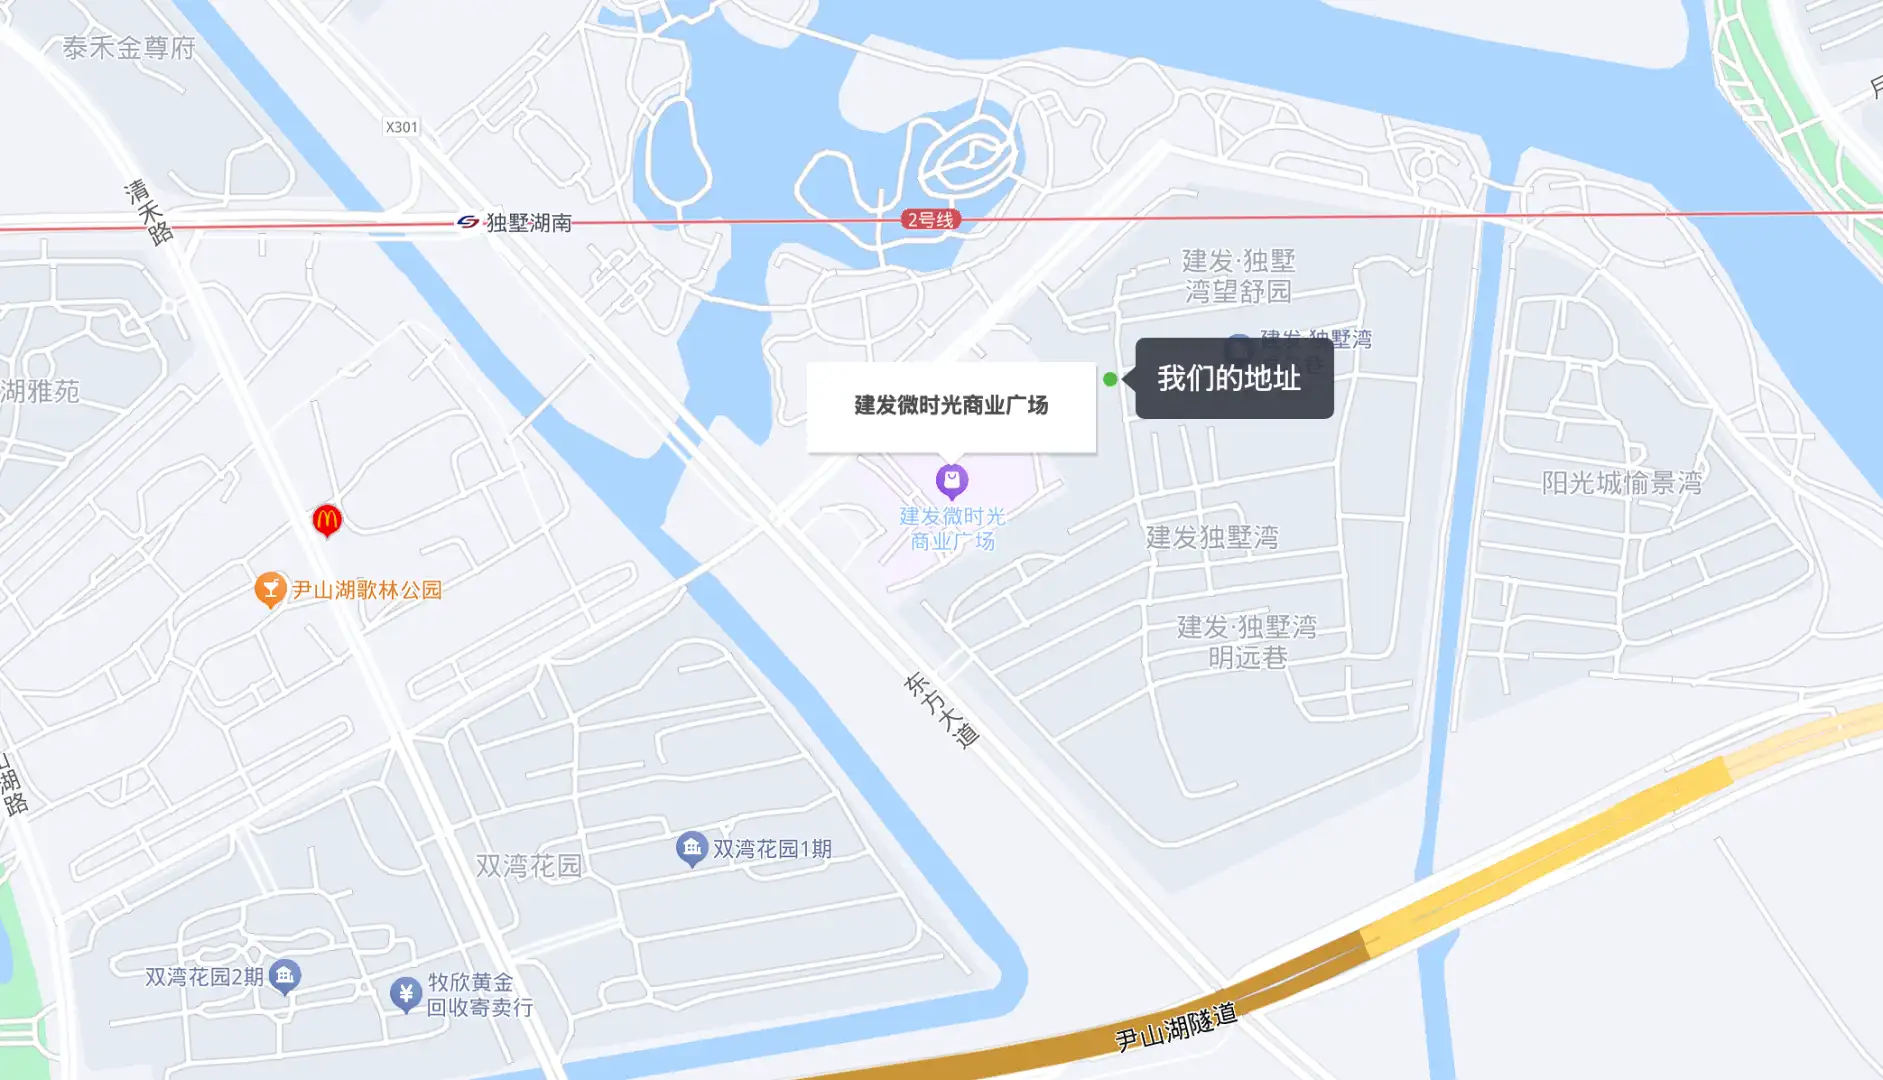 泰禾金尊府
X301
清禾路
独墅湖南
2号线
建发·独墅
湾望舒园
建发·独墅湾
湖雅苑
我们的地址
建发微时光商业广场
阳光城愉景湾
建发微时光
商业广场
建发独墅湾
尹山湖歌林公园
建发·独墅湾
明远巷
东方大道
山湖路
双湾花园1期
双湾花园
双湾花园2期
¥
牧欣黄金
回收寄卖行
尹山湖隧道